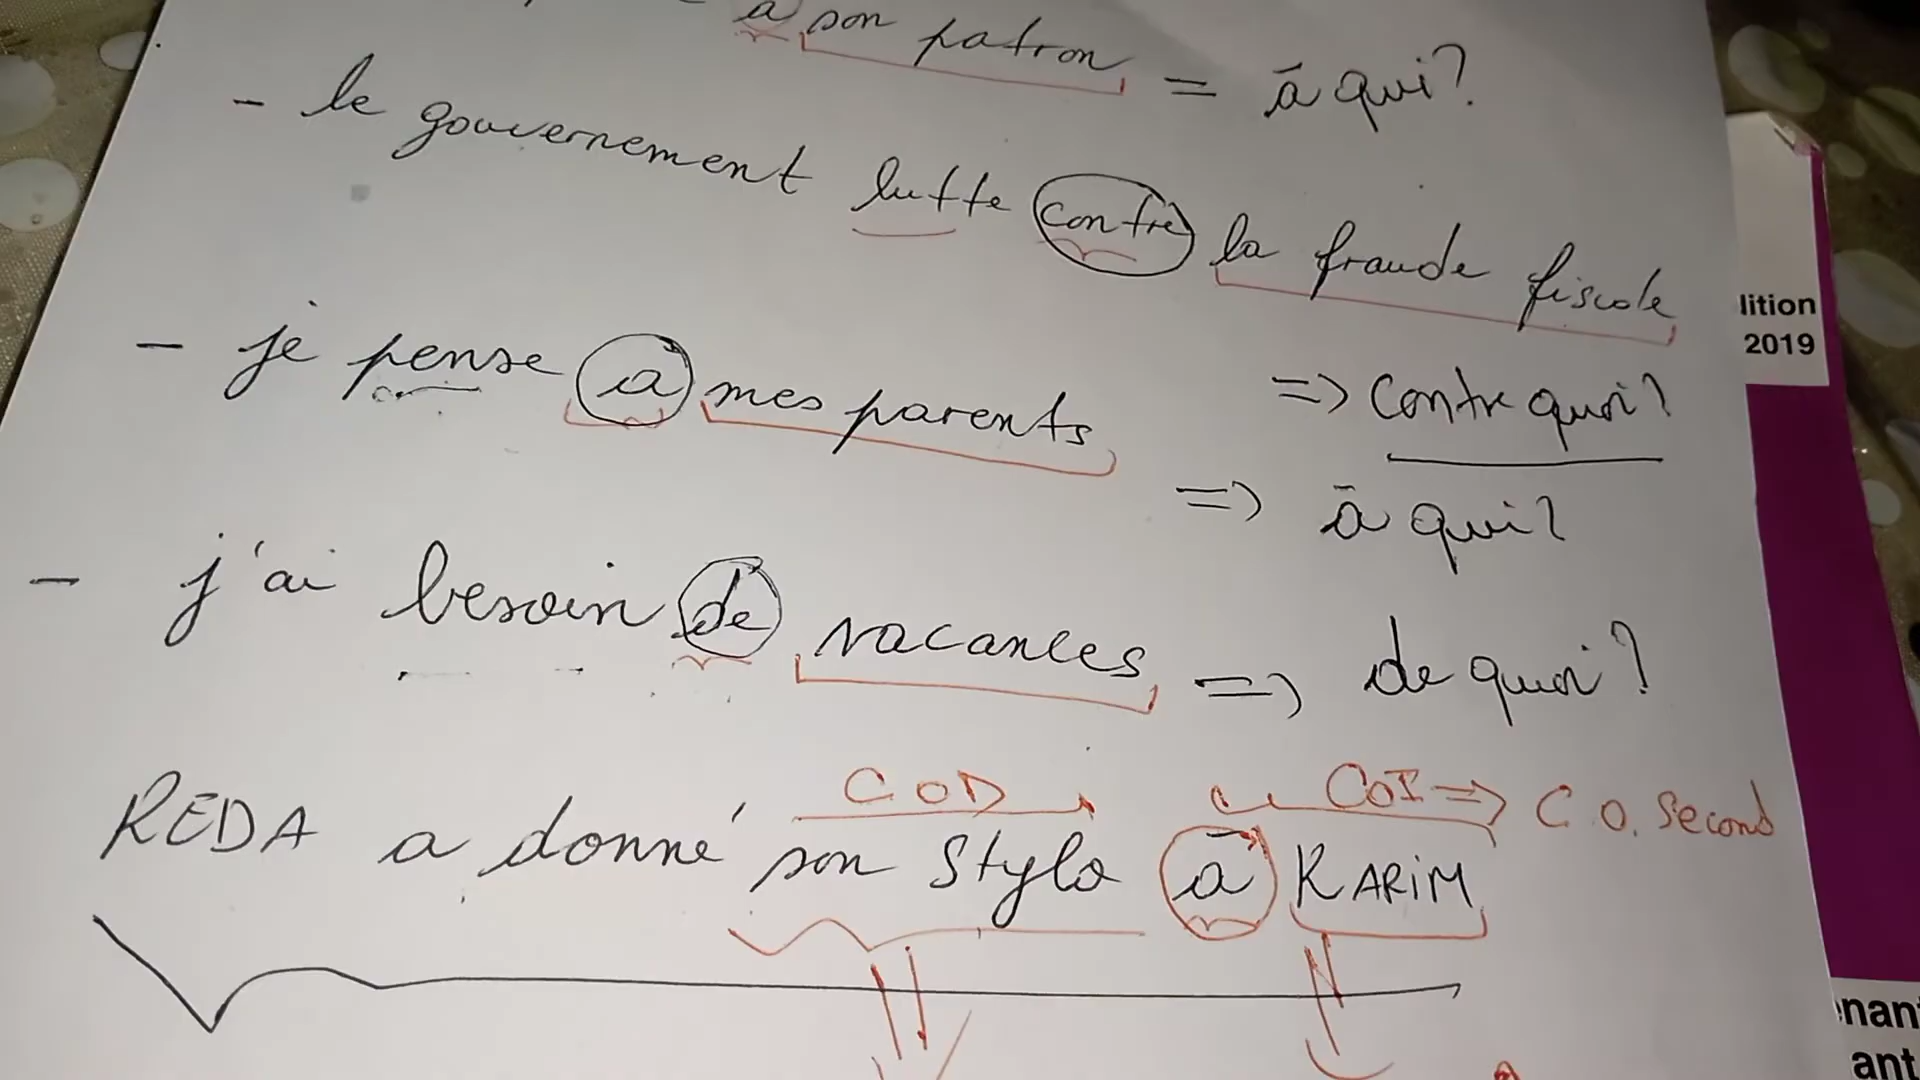 à son patron = à qui?
- le gouvernement lutte contre la fraude fiscale
=> Contre quoi?
- je pense à mes parents
=> à qui?
- j'ai besoin de vacances => de quoi?
COD COI => C.O. Second
REDA a donné son Stylo à KARIM
lition
2019
nant
ant